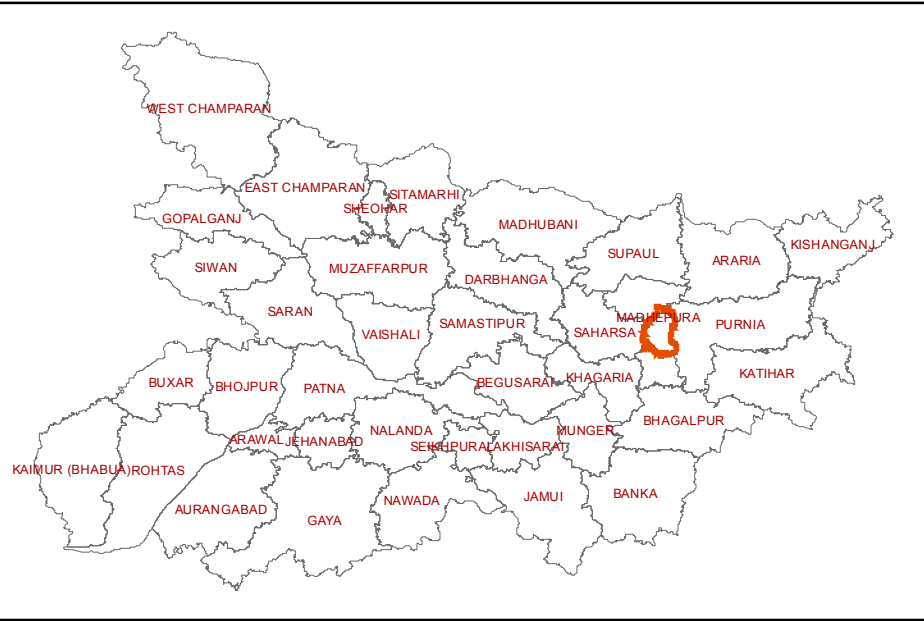 WEST CHAMPARAN
EAST CHAMPARAN
SITAMARHI
SHEOHAR
GOPALGANJ
MADHUBANI
SUPAUL
ARARIA
KISHANGANJ
SIWAN
MUZAFFARPUR
DARBHANGA
SARAN
VAISHALI
SAMASTIPUR
SAHARSA
MADHEPURA
PURNIA
BUXAR
BHOJPUR
PATNA
BEGUSARAI
KHAGARIA
KATIHAR
ARAWAL
JEHANABAD
NALANDA
SEIKHPURA
LAKHISARAI
MUNGER
BHAGALPUR
KAIMUR (BHABUA)
ROHTAS
AURANGABAD
GAYA
NAWADA
JAMUI
BANKA